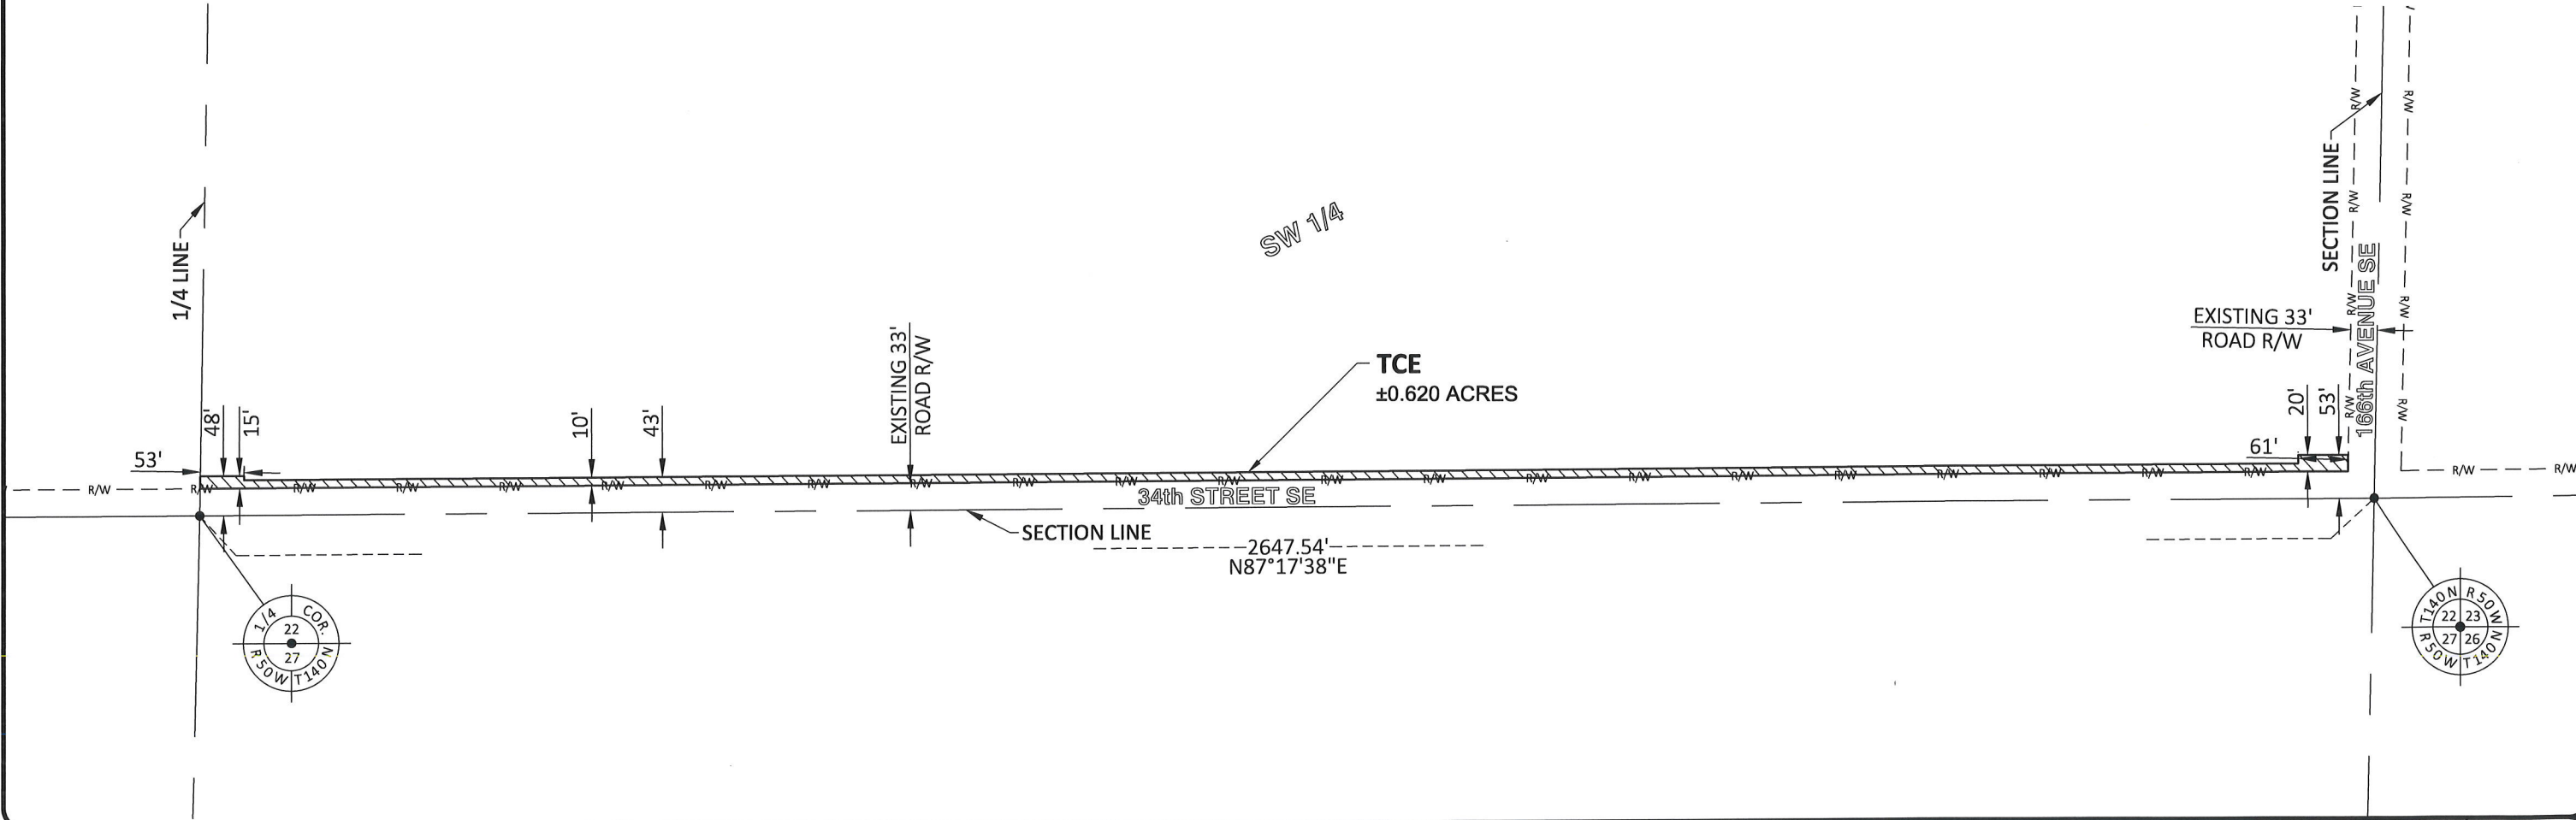 1/4 LINE
SW 1/4
SECTION LINE
166th AVENUE SE
EXISTING 33'
ROAD R/W
EXISTING 33'
ROAD R/W
TCE
±0.620 ACRES
53'
48'
15'
10'
43'
61'
20'
53'
R/W R/W R/W R/W R/W R/W R/W R/W R/W R/W R/W R/W R/W R/W R/W R/W R/W R/W R/W R/W R/W R/W R/W R/W
R/W R/W R/W R/W
R/W R/W R/W R/W
34th STREET SE
SECTION LINE
2647.54'
N87°17'38"E
1/4 COR.
22
27
R50W T140N
T140N R50W
22 23
27 26
R50W T140N